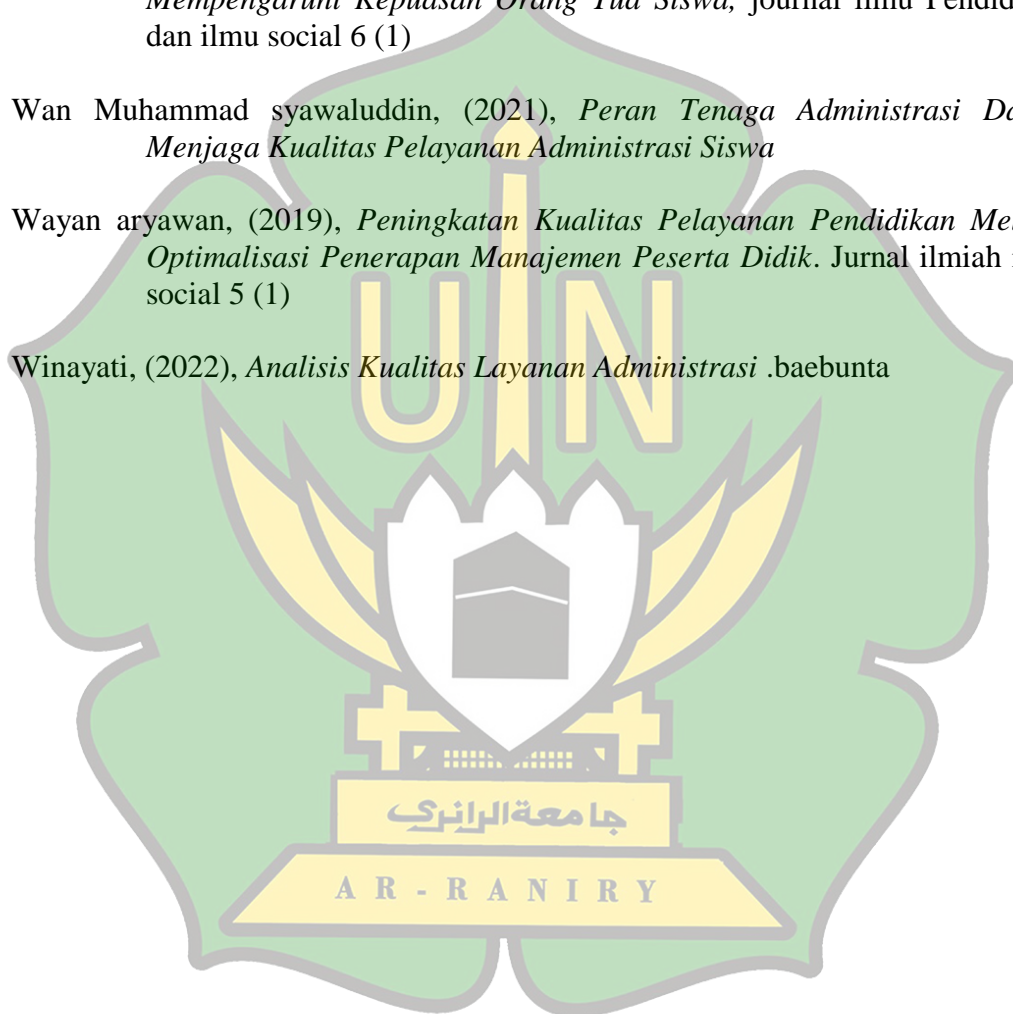 Mempengaruhi Kepuasan Orang Tua Siswa, journal Ilmu Pendid
dan ilmu social 6 (1)
Wan Muhammad syawaluddin, (2021), Peran Tenaga Administrasi Da
Menjaga Kualitas Pelayanan Administrasi Siswa
Wayan aryawan, (2019), Peningkatan Kualitas Pelayanan Pendidikan Me
Optimalisasi Penerapan Manajemen Peserta Didik. Jurnal ilmiah
social 5 (1)
Winayati, (2022), Analisis Kualitas Layanan Administrasi .baebunta
UIN
جامعة الرانري
AR-RANIRY